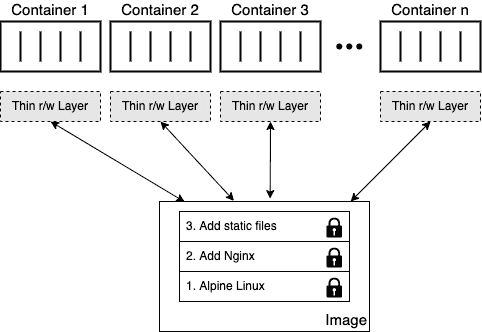 Container 1
Container 2
Container 3
Container n
Thin r/w Layer
Thin r/w Layer
Thin r/w Layer
Thin r/w Layer
3. Add static files
2. Add Nginx
1. Alpine Linux
Image